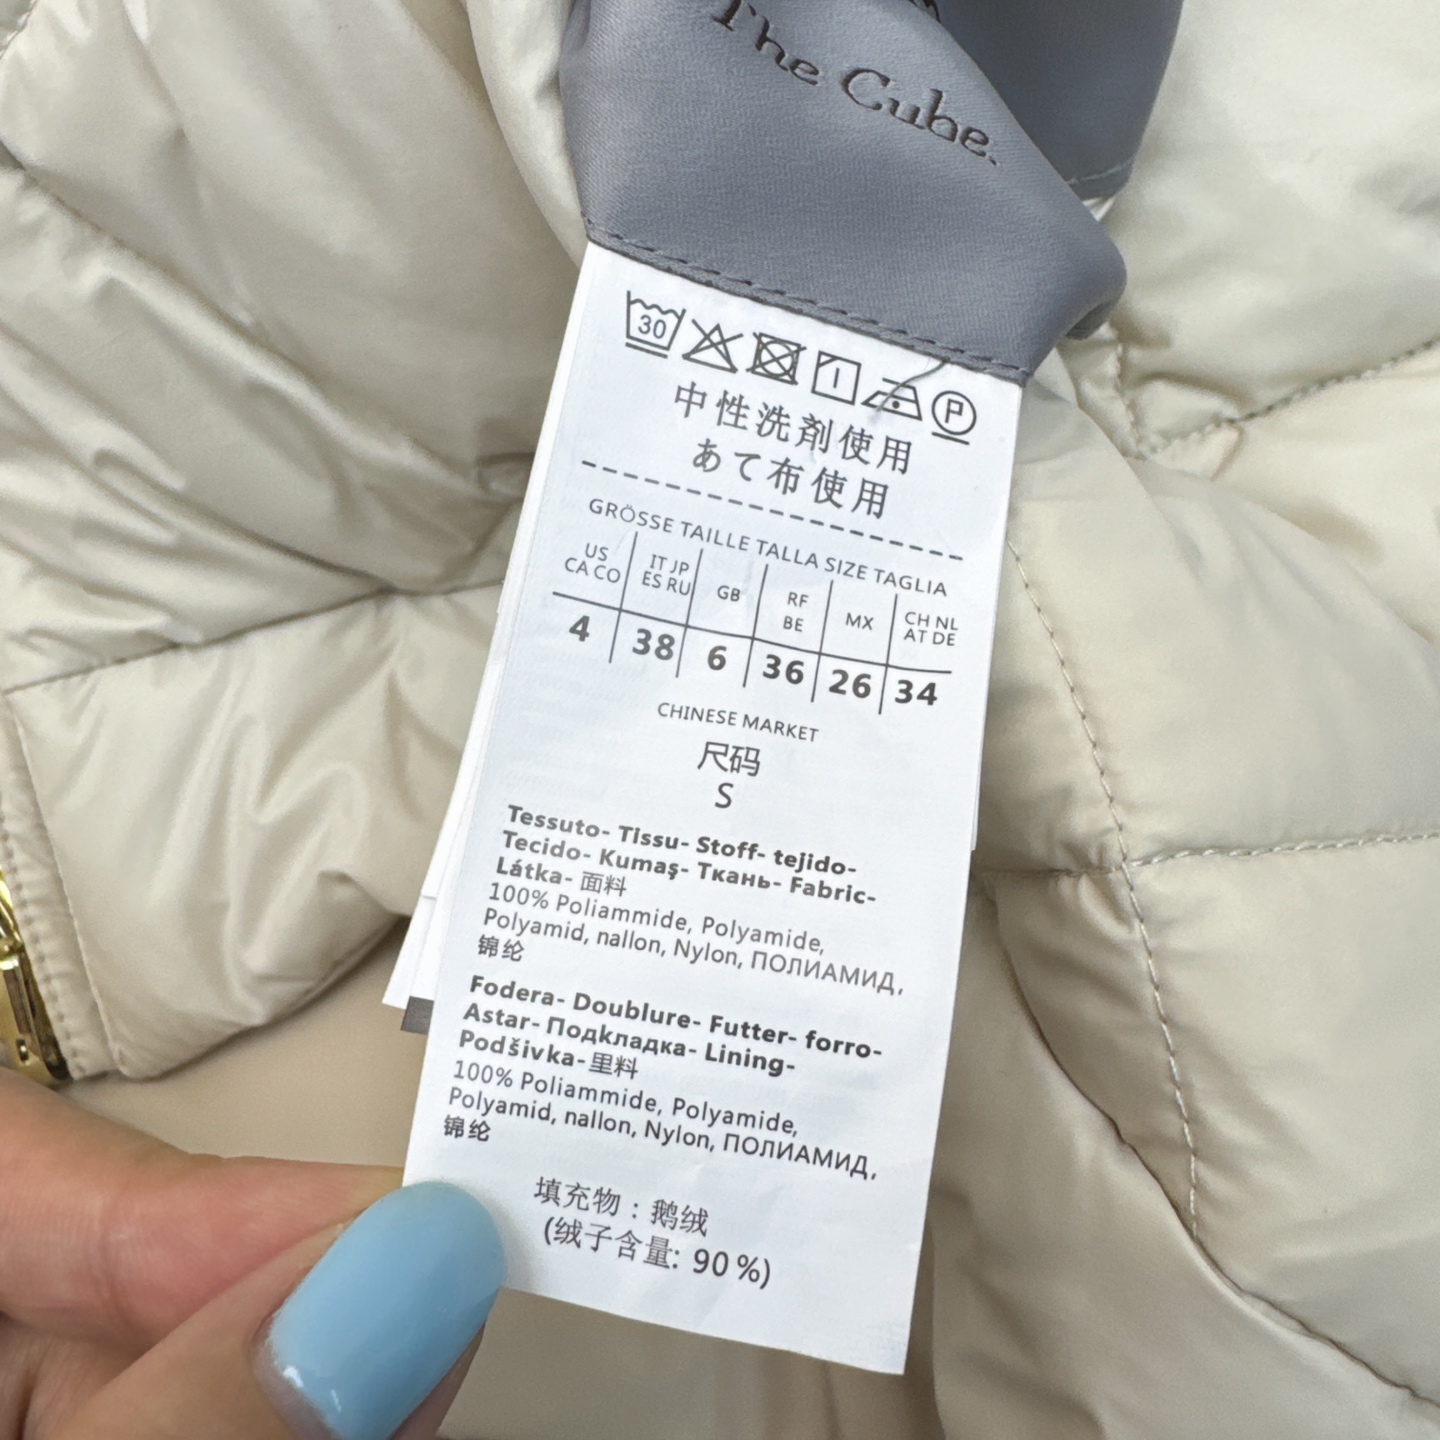 The Cube.
30
P
中性洗剤使用
あて布使用
GRÖSSE TAILLE TALLA SIZE TAGLIA
US CA CO | IT JP ES RU | GB | RF BE | MX | CH NL AT DE
4 | 38 | 6 | 36 | 26 | 34
CHINESE MARKET
尺码
S
Tessuto- Tissu- Stoff- tejido-
Tecido- Kumaş- Ткань- Fabric-
Látka- 面料
100% Poliammide, Polyamide,
Polyamid, nallon, Nylon, ПОЛИАМИД,
锦纶
Fodera- Doublure- Futter- forro-
Astar- Подкладка- Lining-
Podšivka- 里料
100% Poliammide, Polyamide,
Polyamid, nallon, Nylon, ПОЛИАМИД,
锦纶
填充物：鹅绒
(绒子含量: 90%)